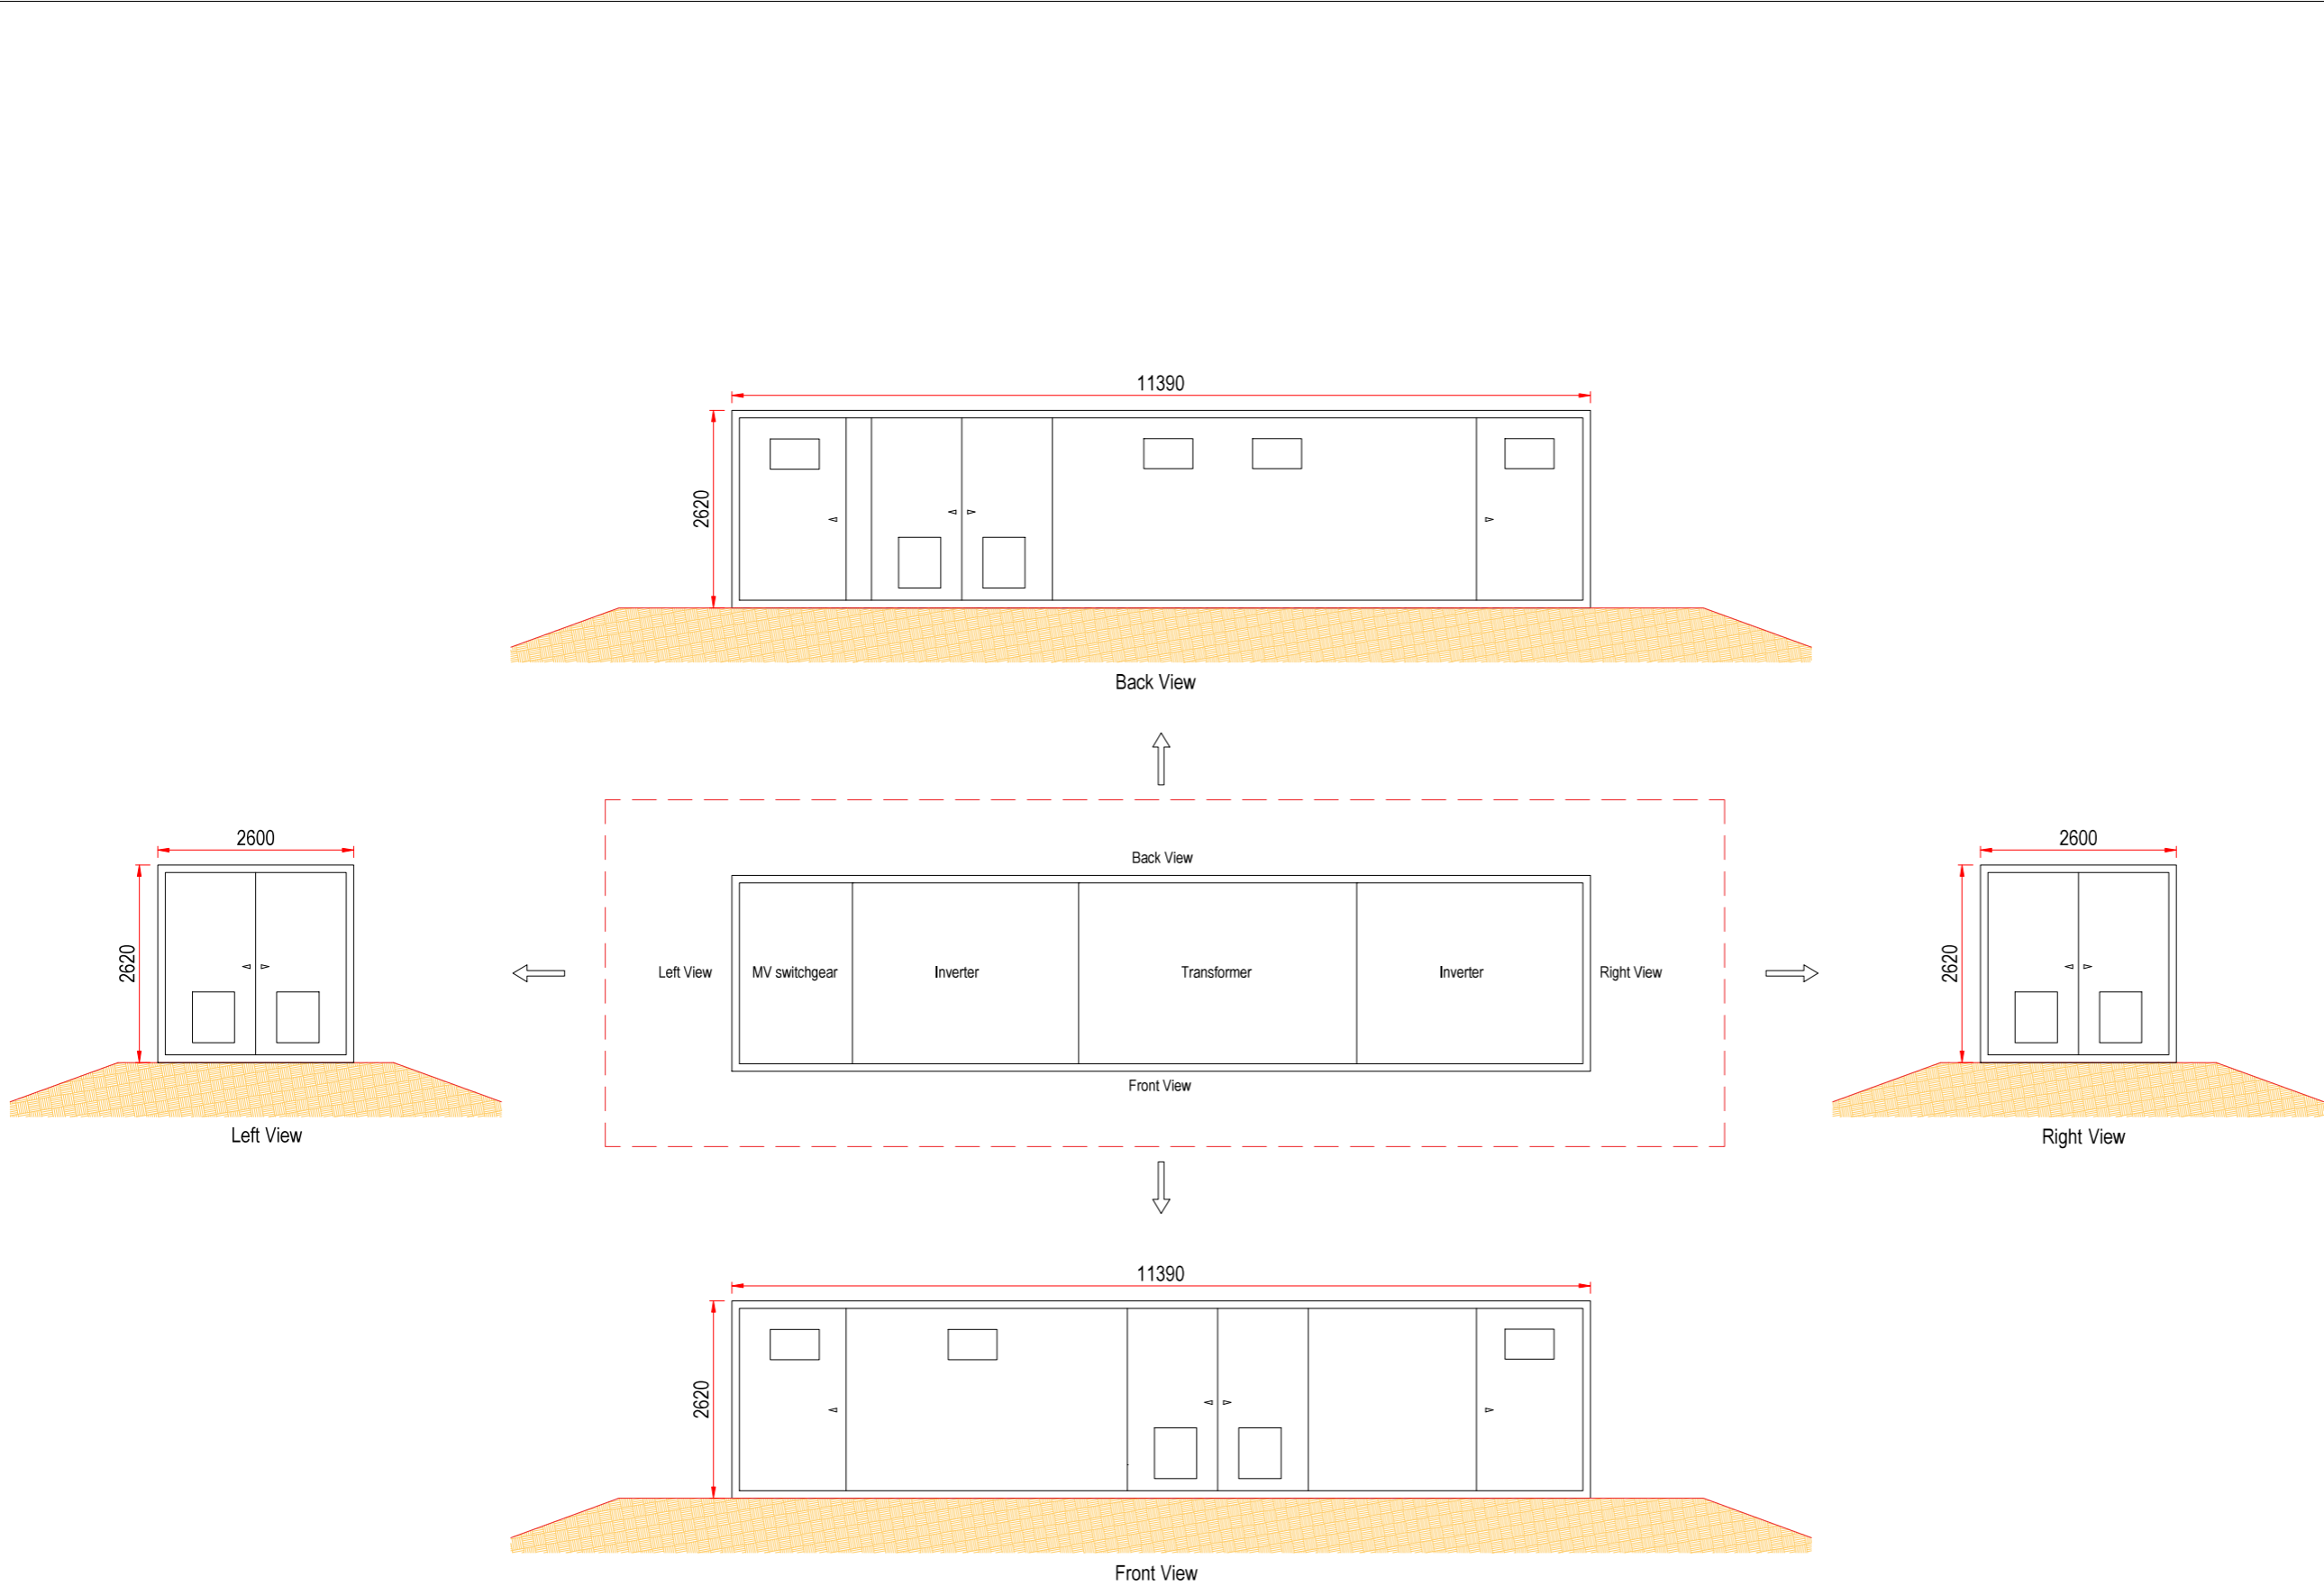 11390
2620
Back View
2600
2620
Left View
Back View
Left View
MV switchgear
Inverter
Transformer
Inverter
Right View
Front View
2600
2620
Right View
11390
2620
Front View